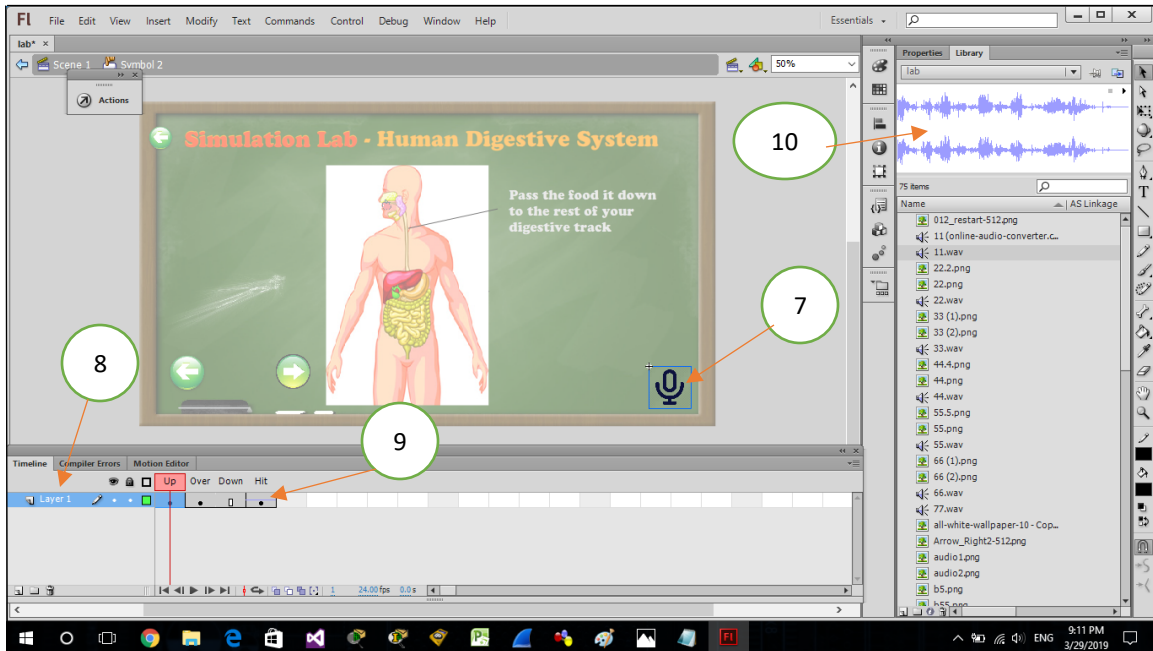 Fl File Edit View Insert Modify Text Commands Control Debug Window Help Essentials
lab* ×
Scene 1 Symbol 2 50%
Actions
Simulation Lab - Human Digestive System
Pass the food it down
to the rest of your
digestive track
10
7
8
9
Properties Library
lab
75 items
Name AS Linkage
012_restart-512.png
11 (online-audio-converter.c...
11.wav
22.2.png
22.png
22.wav
33 (1).png
33 (2).png
33.wav
44.4.png
44.png
44.wav
55.5.png
55.png
55.wav
66 (1).png
66 (2).png
66.wav
77.wav
all-white-wallpaper-10 - Cop...
Arrow_Right2-512.png
audio1.png
audio2.png
b5.png
b55.png
Timeline Compiler Errors Motion Editor
Up Over Down Hit
Layer 1
1 24.00 fps 0.0 s
ENG 9:11 PM
3/29/2019